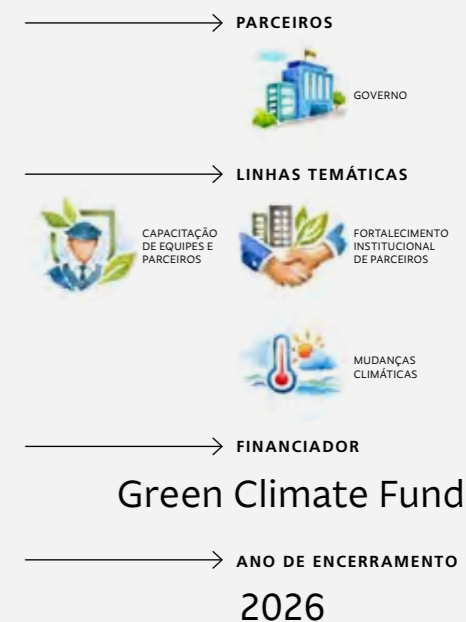 PARCEIROS
GOVERNO
LINHAS TEMÁTICAS
CAPACITAÇÃO
DE EQUIPES E
PARCEIROS
FORTALECIMENTO
INSTITUCIONAL
DE PARCEIROS
MUDANÇAS
CLIMÁTICAS
FINANCIADOR
Green Climate Fund
ANO DE ENCERRAMENTO
2026